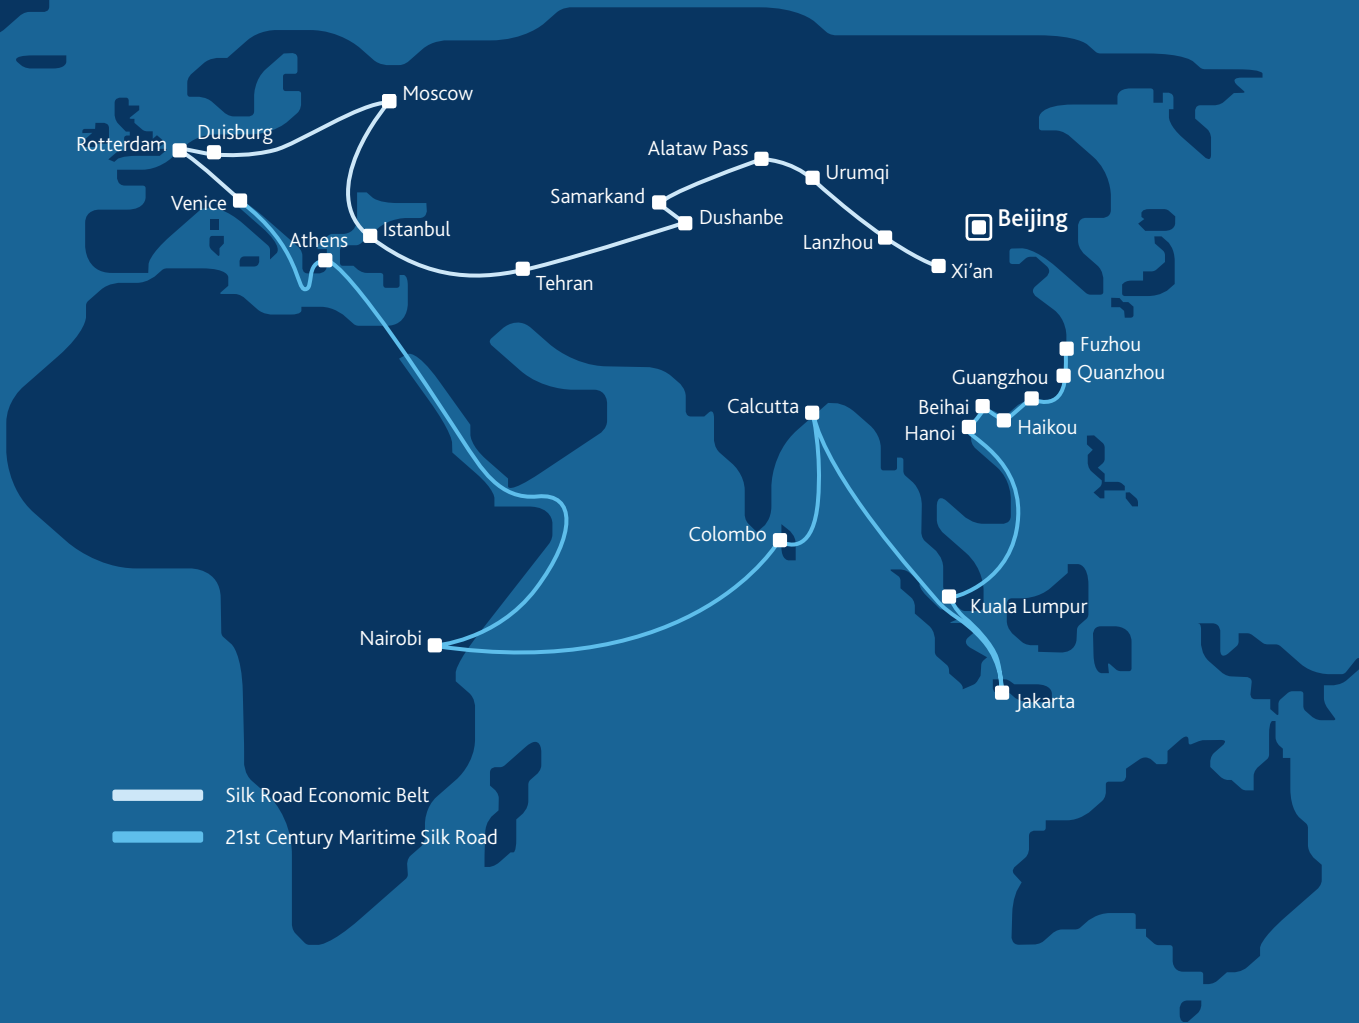 Moscow
Duisburg
Rotterdam
Alataw Pass
Urumqi
Samarkand
Venice
Dushanbe
Beijing
Istanbul
Athens
Lanzhou
Xi’an
Tehran
Fuzhou
Quanzhou
Guangzhou
Calcutta
Beihai
Haikou
Hanoi
Colombo
Kuala Lumpur
Nairobi
Jakarta
Silk Road Economic Belt
21st Century Maritime Silk Road